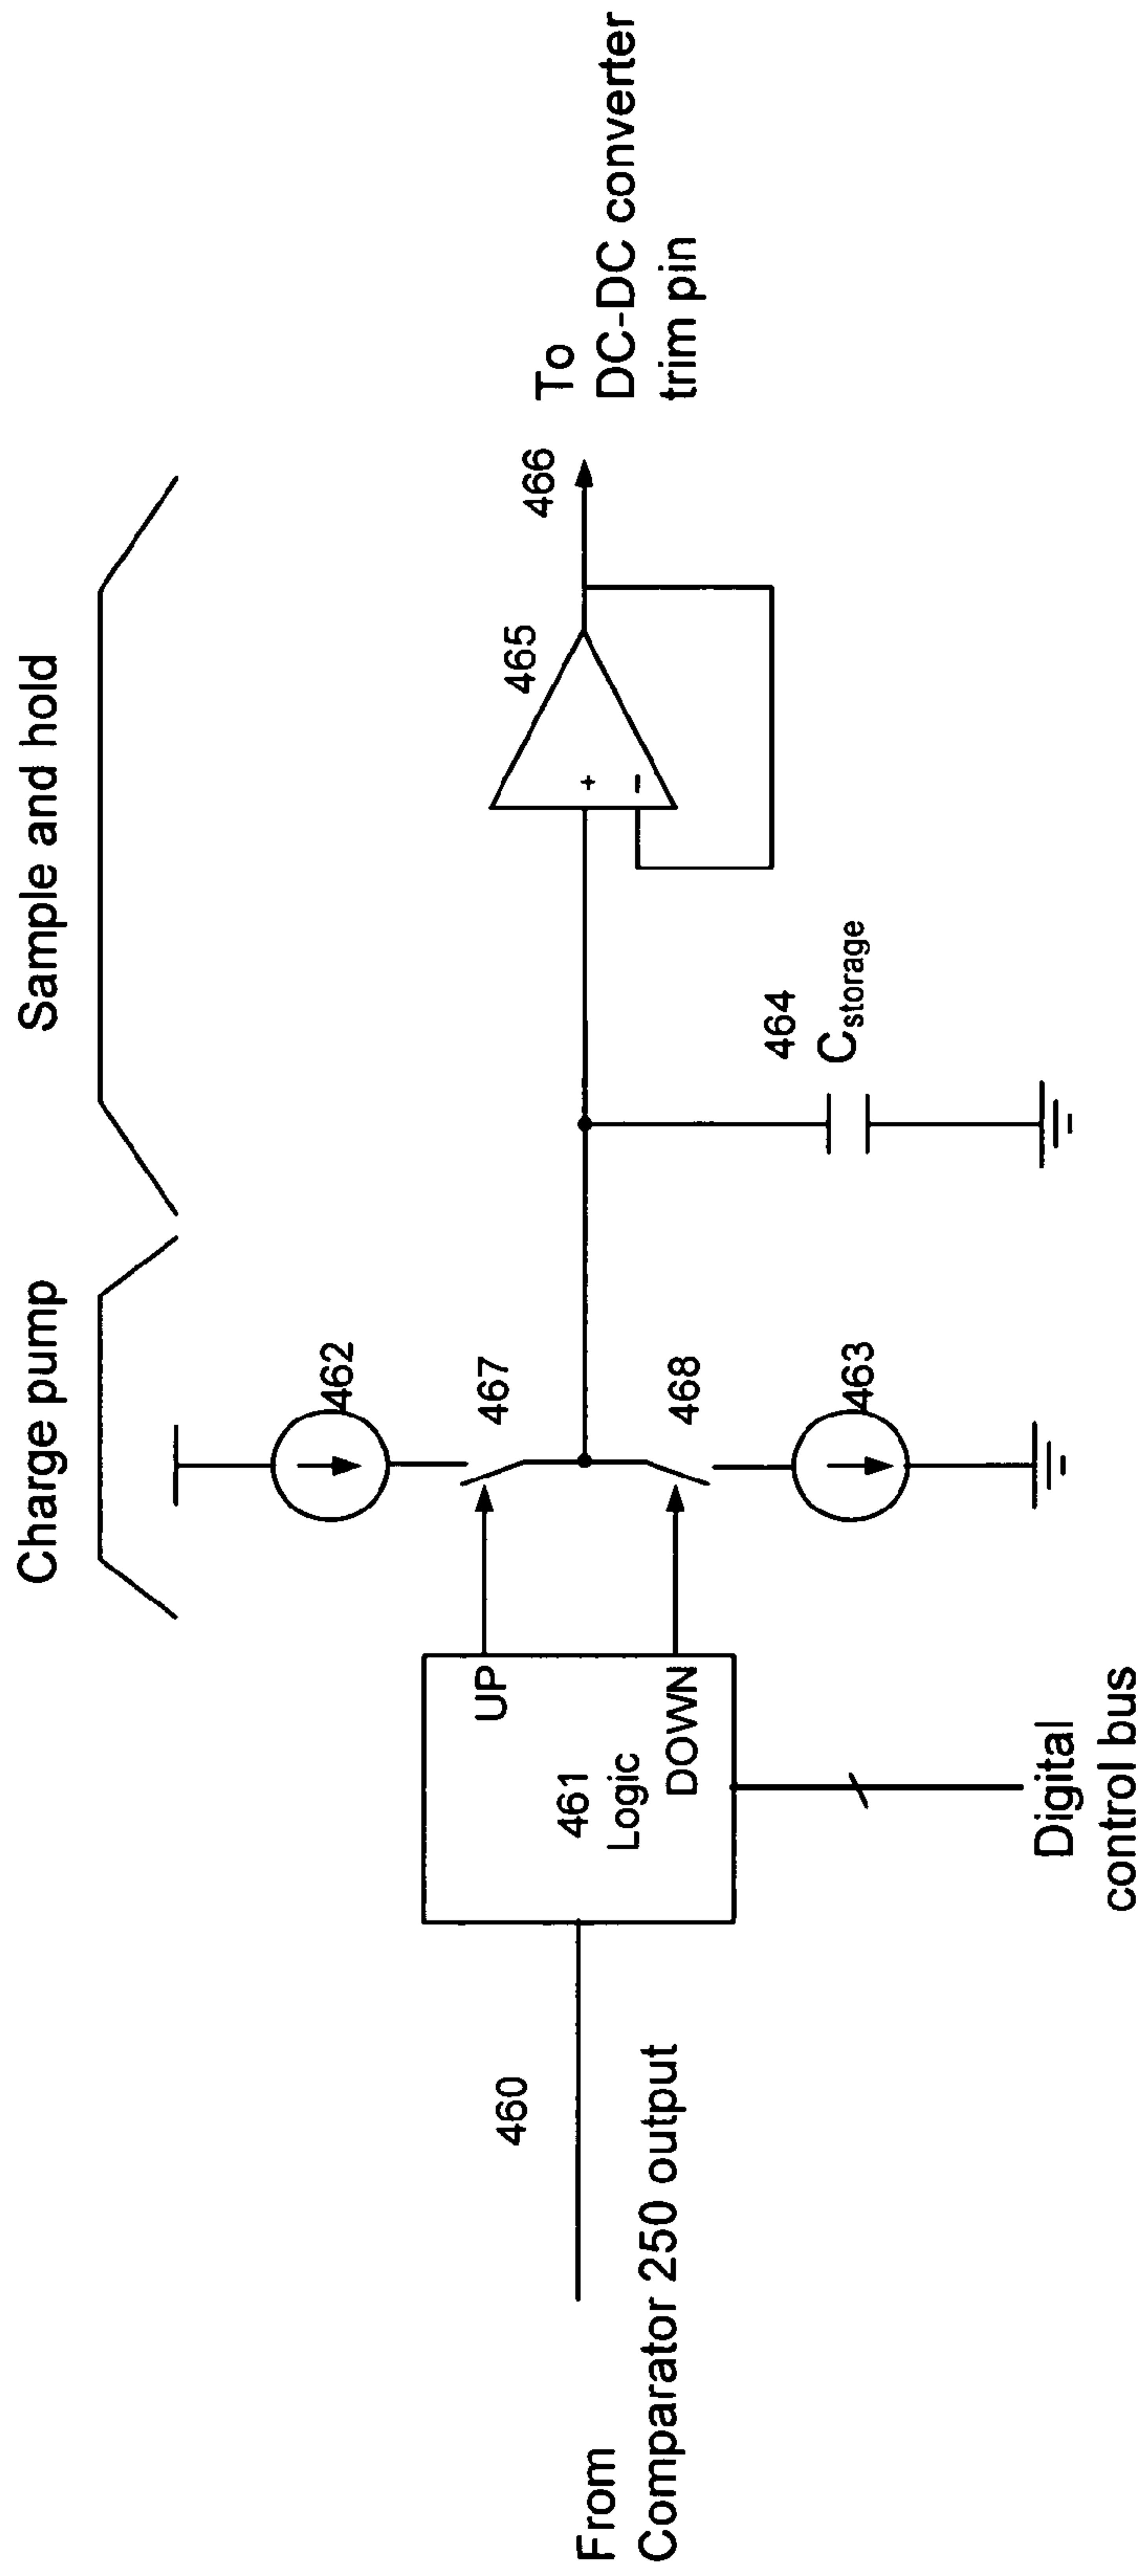 Charge pump
Sample and hold
From
Comparator 250 output
460
461
Logic
UP
DOWN
Digital
control bus
462
467
468
463
464
C_storage
465
+
−
466
To
DC-DC converter
trim pin